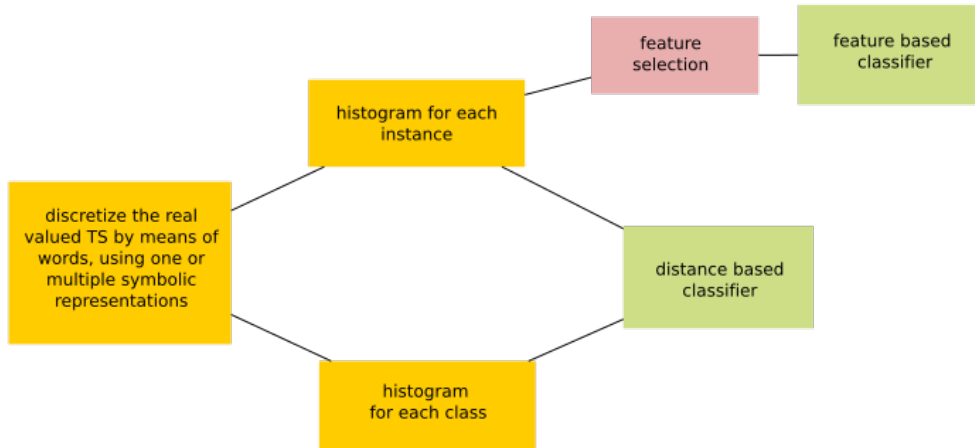 feature
selection
feature based
classifier
histogram for each
instance
discretize the real
valued TS by means of
words, using one or
multiple symbolic
representations
distance based
classifier
histogram
for each class